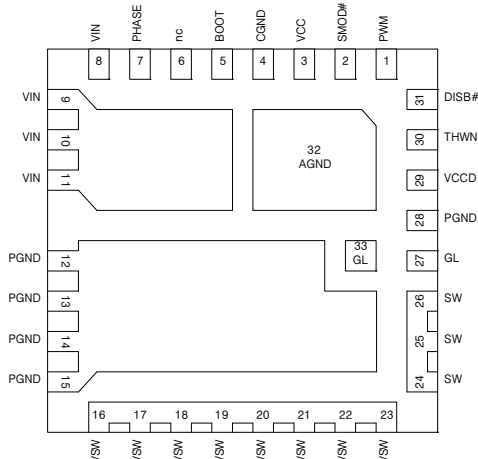 VIN PHASE nc BOOT CGND VCC SMOD# PWM
8 7 6 5 4 3 2 1
VIN 9 31 DISB#
VIN 10 30 THWN
32
AGND
VIN 11 29 VCCD
28 PGND
33
GL
PGND 12 27 GL
PGND 13 26 SW
PGND 14 25 SW
PGND 15 24 SW
16 17 18 19 20 21 22 23
/SW /SW /SW /SW /SW /SW /SW /SW